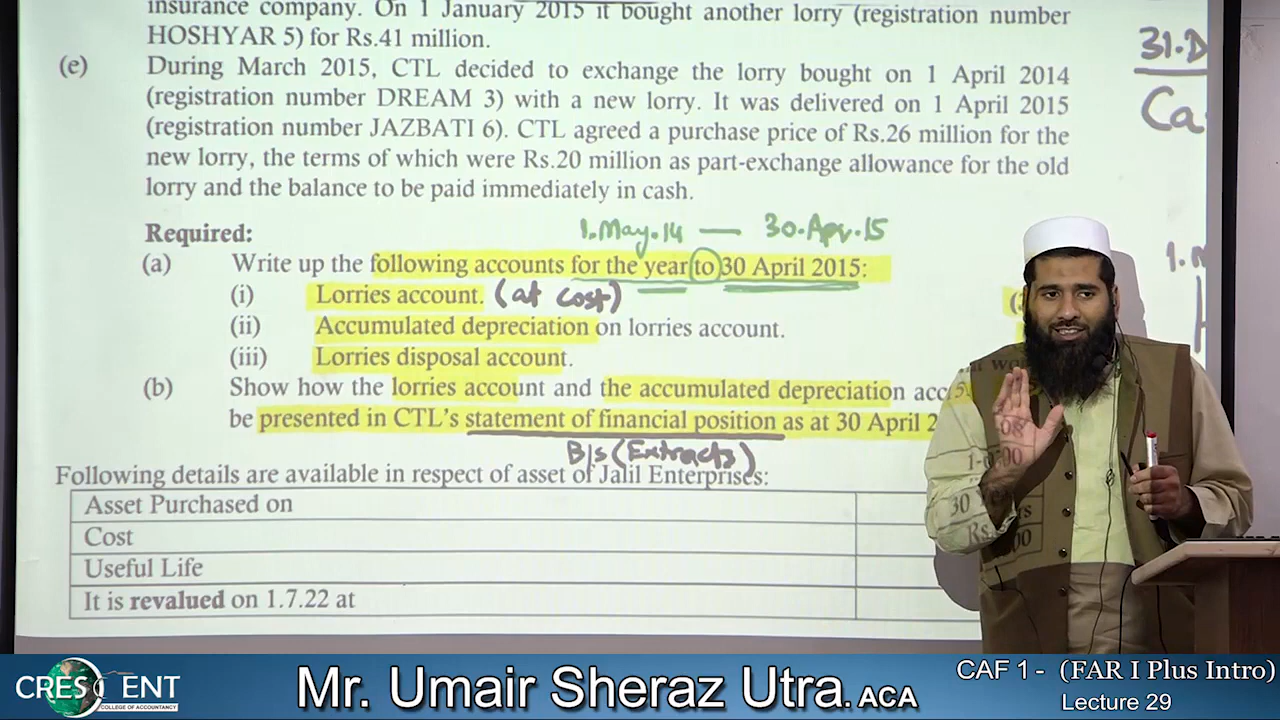 insurance company. On 1 January 2015 it bought another lorry (registration number
HOSHYAR 5) for Rs.41 million.
(e) During March 2015, CTL decided to exchange the lorry bought on 1 April 2014
(registration number DREAM 3) with a new lorry. It was delivered on 1 April 2015
(registration number JAZBATI 6). CTL agreed a purchase price of Rs.26 million for the
new lorry, the terms of which were Rs.20 million as part-exchange allowance for the old
lorry and the balance to be paid immediately in cash.
31.D
Ca
1.May.14 — 30.Apr.15
Required:
(a) Write up the following accounts for the year to 30 April 2015:
(i) Lorries account. (at cost)
(ii) Accumulated depreciation on lorries account.
(iii) Lorries disposal account.
(b) Show how the lorries account and the accumulated depreciation acc
be presented in CTL's statement of financial position as at 30 April 2
B/s (Extracts)
Following details are available in respect of asset of Jalil Enterprises:
Asset Purchased on
Cost
Useful Life
30 Years
It is revalued on 1.7.22 at
CRESCENT
COLLEGE OF ACCOUNTANCY
Mr. Umair Sheraz Utra. ACA
CAF 1 - (FAR I Plus Intro)
Lecture 29